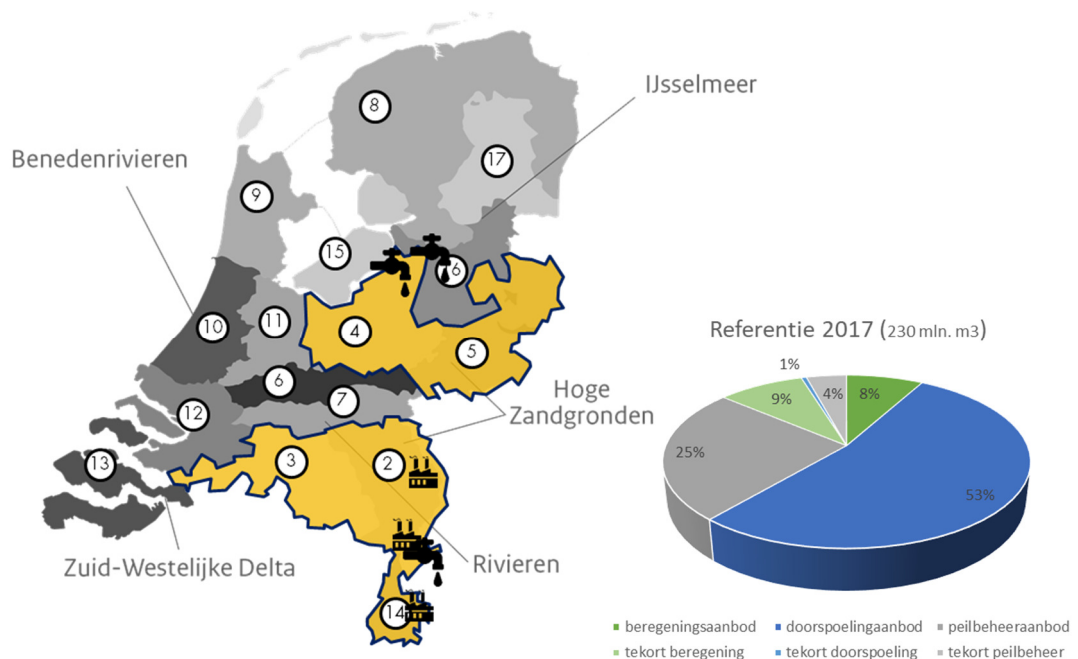 IJsselmeer
8
Benedenrivieren
17
9
15
16
10
11
4
5
Referentie 2017 (230 mln. m3)
6
7
Hoge
Zandgronden
12
1%
4%
8%
9%
25%
53%
13
3
2
Zuid-Westelijke Delta
Rivieren
14
beregeningsaanbod
doorspoelingaanbod
peilbeheeraanbod
tekort beregening
tekort doorspoeling
tekort peilbeheer